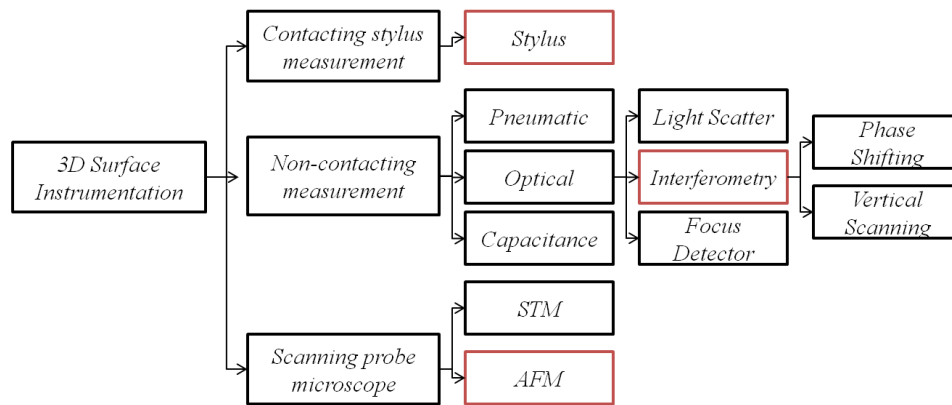 Contacting stylus
measurement
Stylus
3D Surface
Instrumentation
Non-contacting
measurement
Pneumatic
Optical
Capacitance
Light Scatter
Interferometry
Focus
Detector
Phase
Shifting
Vertical
Scanning
Scanning probe
microscope
STM
AFM